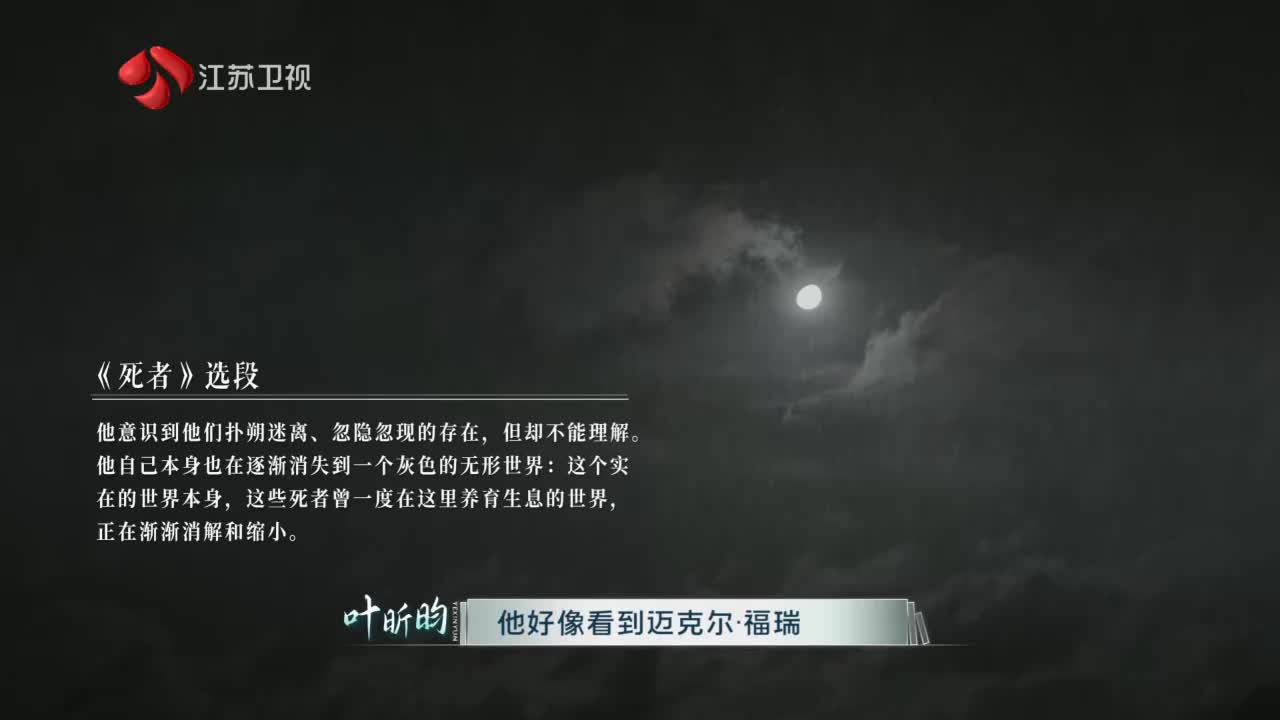 江苏卫视
《死者》选段
他意识到他们扑朔迷离、忽隐忽现的存在，但却不能理解。
他自己本身也在逐渐消失到一个灰色的无形世界：这个实
在的世界本身，这些死者曾一度在这里养育生息的世界，
正在渐渐消解和缩小。
叶昕昀
YEXINYUN
他好像看到迈克尔·福瑞